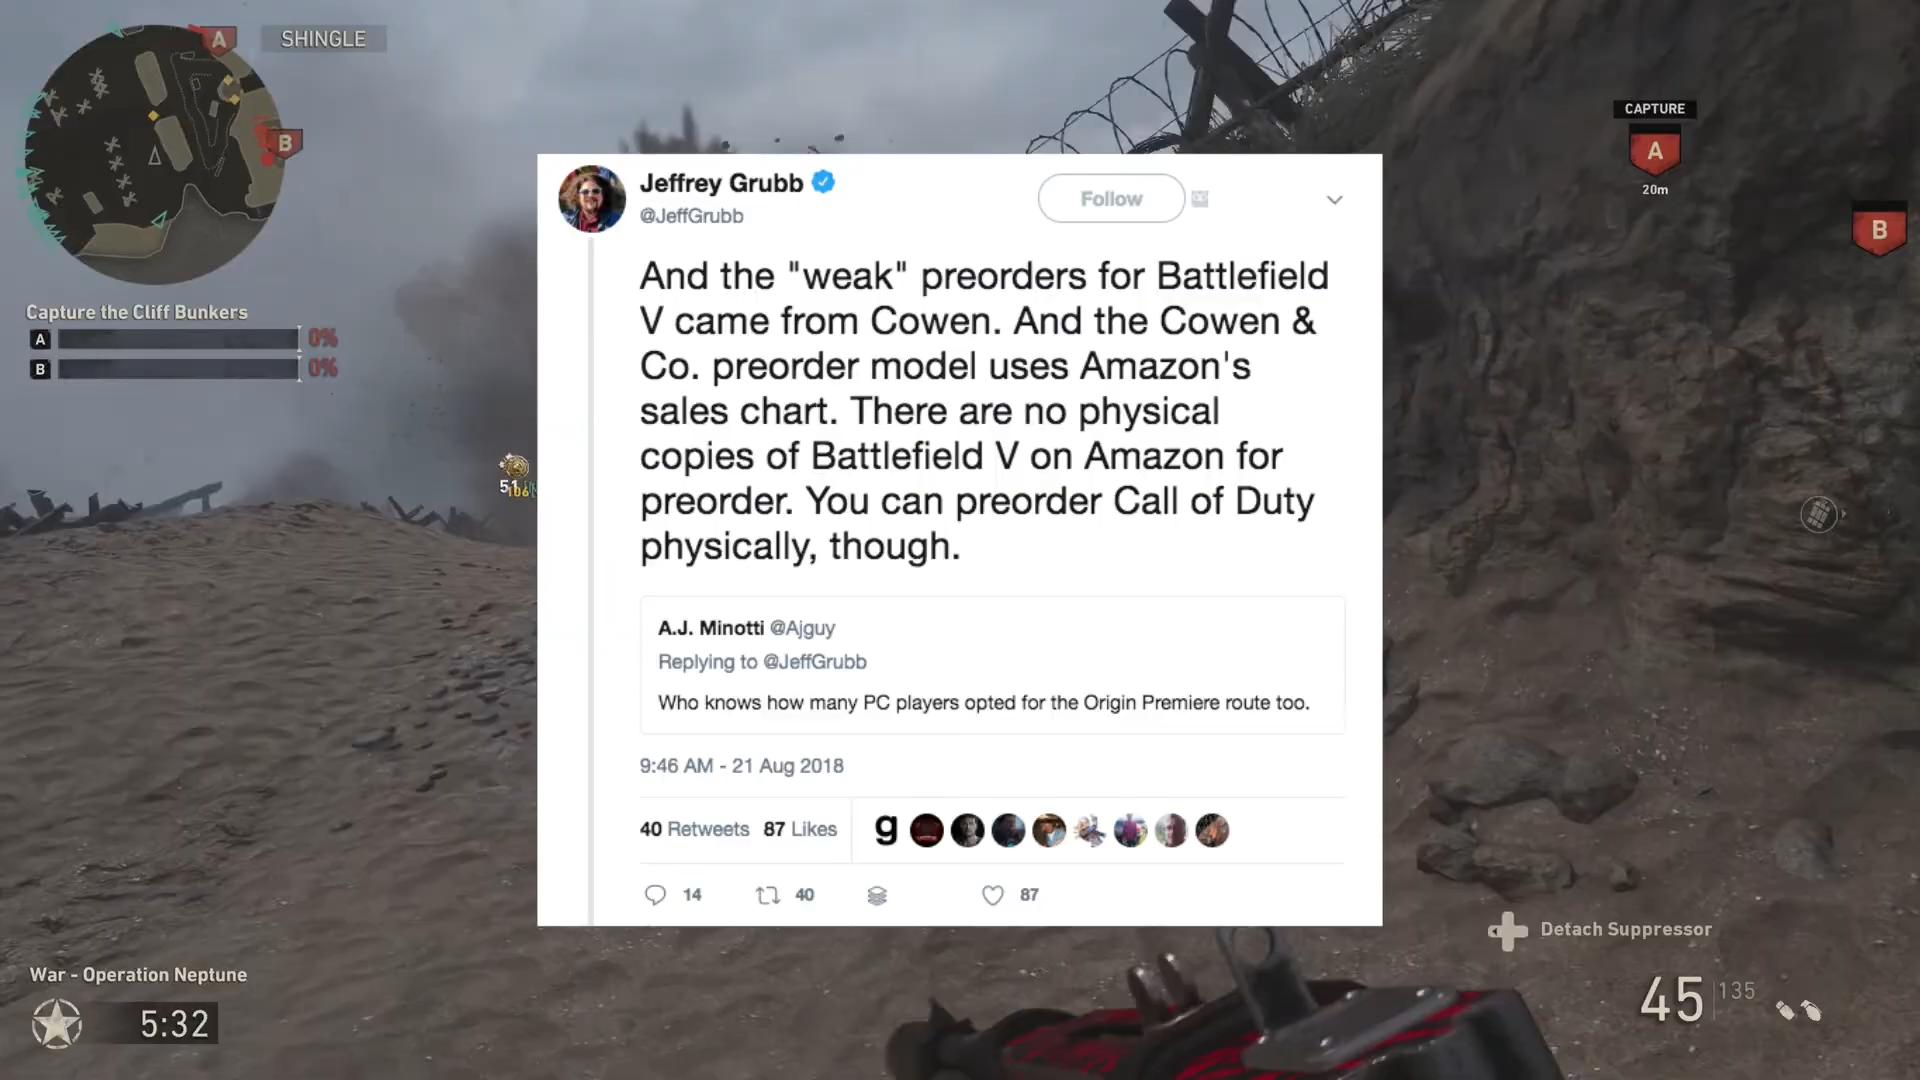 SHINGLE
A
B
Capture the Cliff Bunkers
A 0%
B 0%
CAPTURE
A
20m
B
51
106
Jeffrey Grubb
@JeffGrubb
Follow
And the "weak" preorders for Battlefield
V came from Cowen. And the Cowen &
Co. preorder model uses Amazon's
sales chart. There are no physical
copies of Battlefield V on Amazon for
preorder. You can preorder Call of Duty
physically, though.
A.J. Minotti @Ajguy
Replying to @JeffGrubb
Who knows how many PC players opted for the Origin Premiere route too.
9:46 AM - 21 Aug 2018
40 Retweets 87 Likes
g
14 40 87
Detach Suppressor
War - Operation Neptune
5:32
45 135